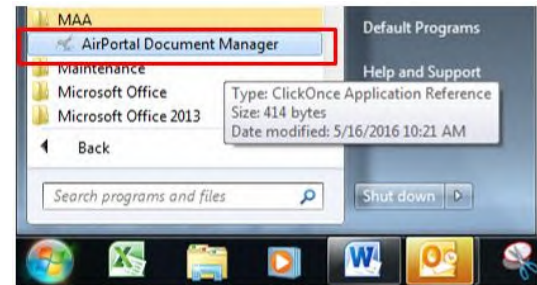 MAA
AirPortal Document Manager
Maintenance
Microsoft Office
Microsoft Office 2013
Back
Search programs and files
Default Programs
Help and Support
Type: ClickOnce Application Reference
Size: 414 bytes
Date modified: 5/16/2016 10:21 AM
Shut down